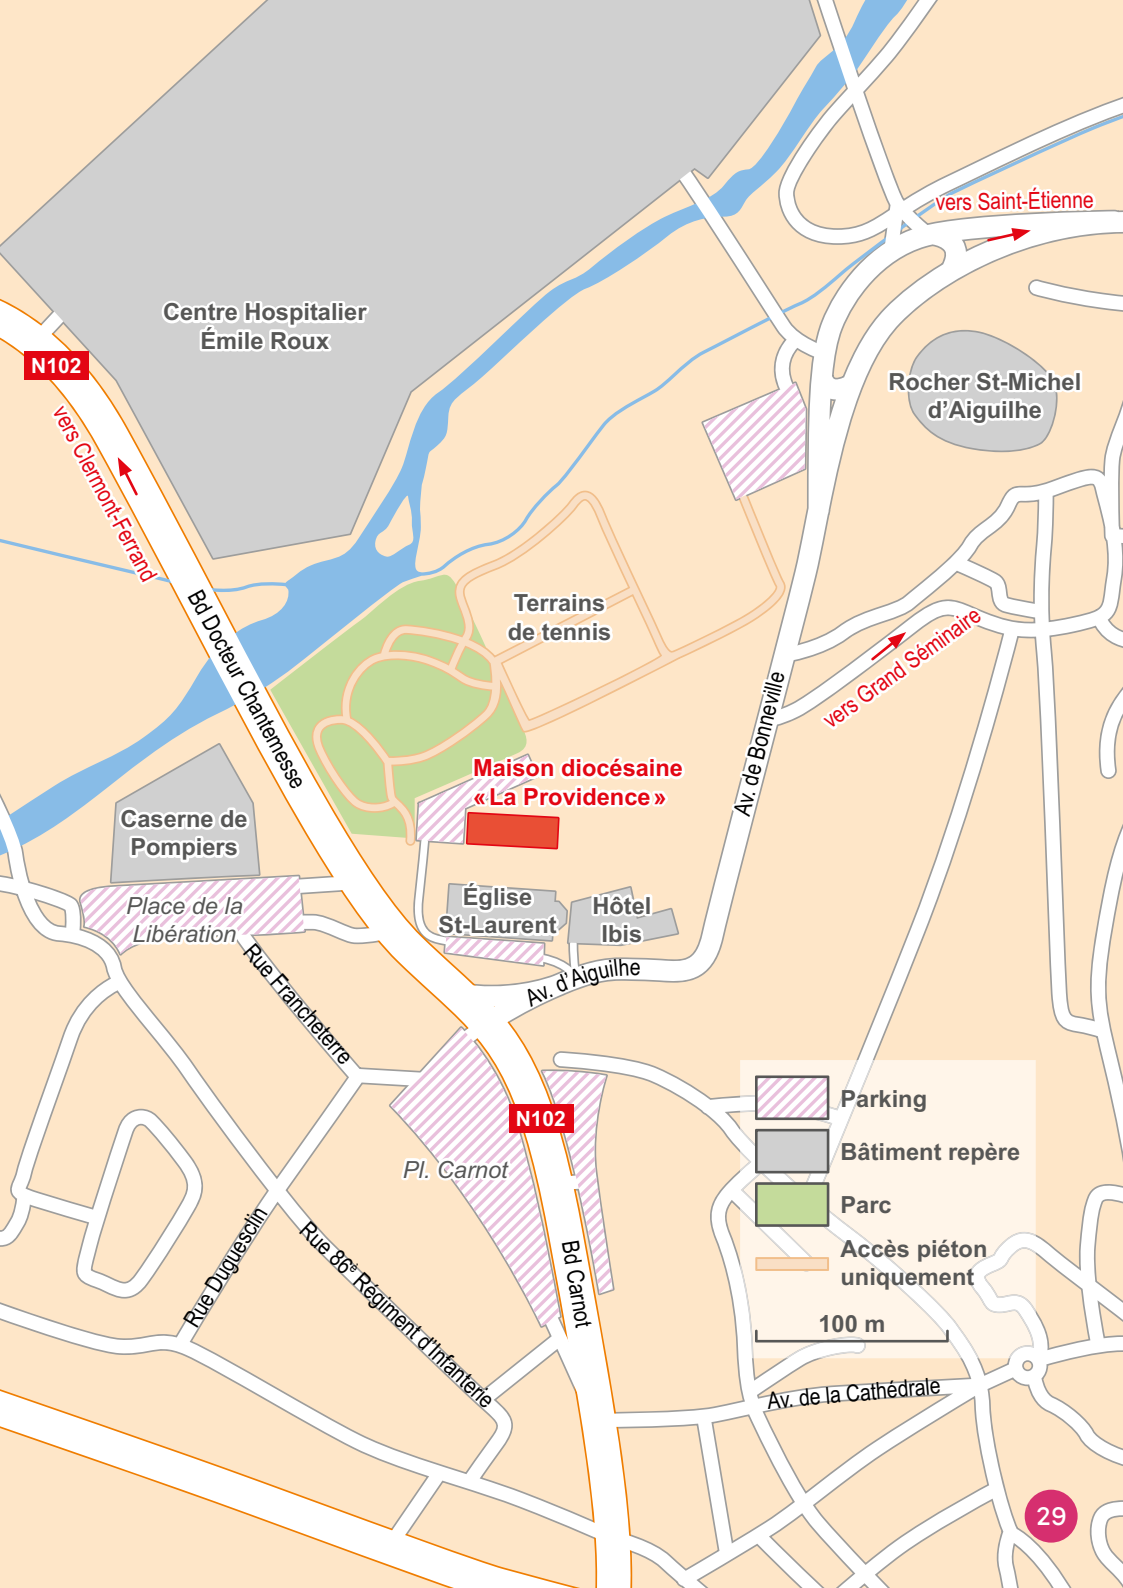 vers Saint-Étienne
Centre Hospitalier
Émile Roux
N102
Rocher St-Michel
d'Aiguilhe
vers Clermont-Ferrand
Bd Docteur Chantemesse
Terrains
de tennis
vers Grand Séminaire
Av. de Bonneville
Maison diocésaine
«La Providence»
Caserne de
Pompiers
Place de la
Libération
Église
St-Laurent
Hôtel
Ibis
Av. d'Aiguilhe
Rue Francheterre
N102
Pl. Carnot
Rue Duguesclin
Rue 86è Régiment d'Infanterie
Bd Carnot
Parking
Bâtiment repère
Parc
Accès piéton
uniquement
100 m
Av. de la Cathédrale
29